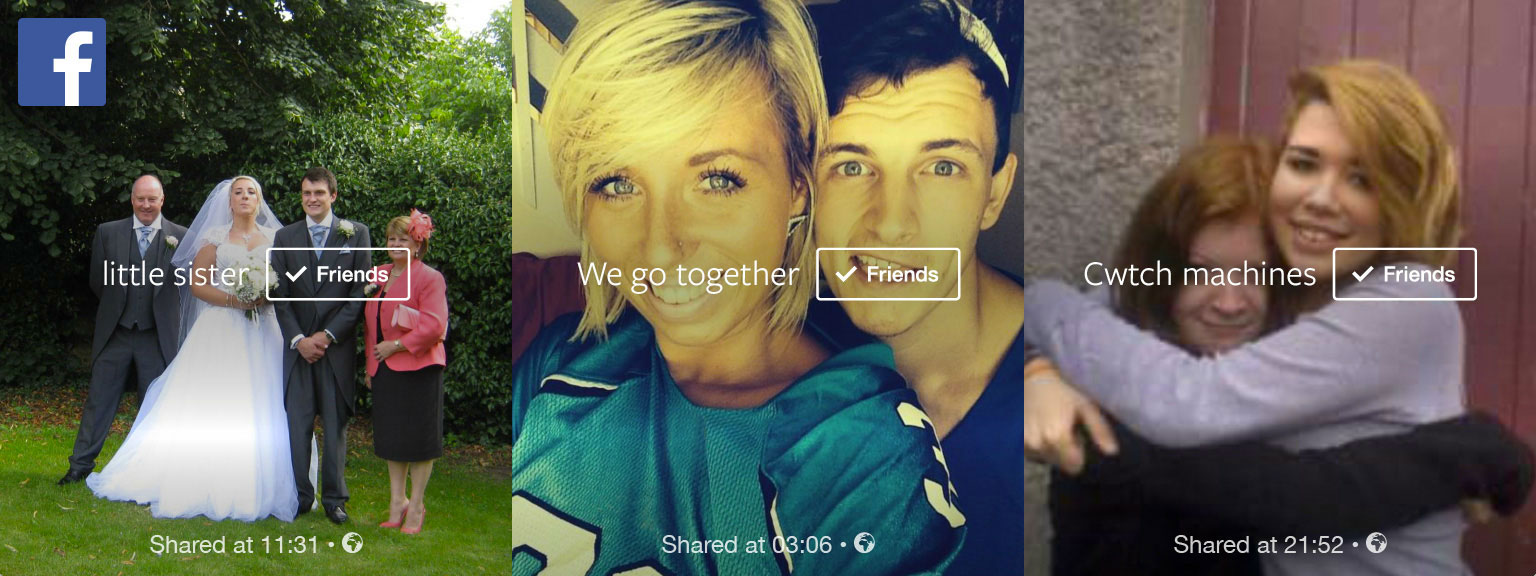 f
little sister
Friends
We go together
Friends
Cwtch machines
Friends
Shared at 11:31 •
Shared at 03:06 •
Shared at 21:52 •